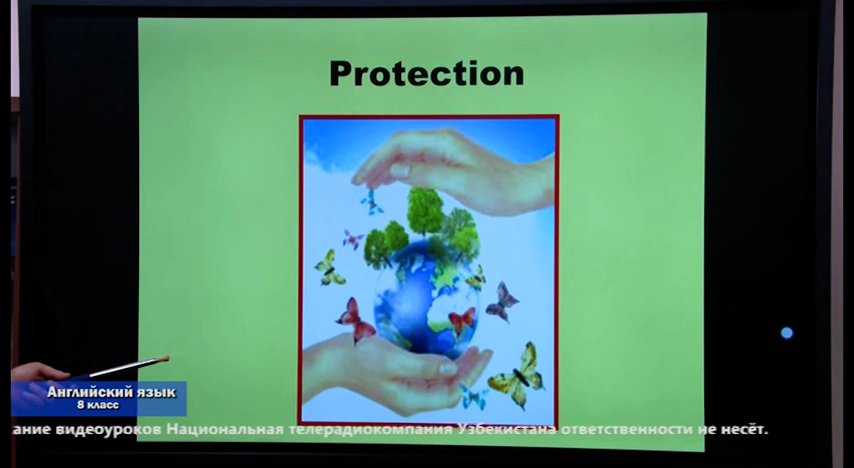 Protection
Английский язык
8 класс
ание видеоуроков Национальная телерадиокомпания Узбекистана ответственности не несёт.